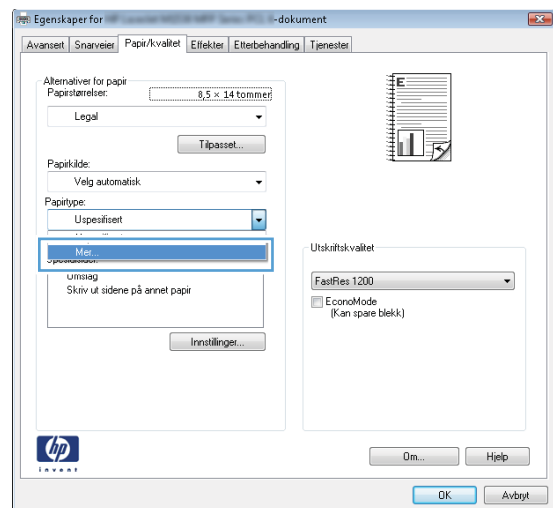 Egenskaper for -dokument
Avansert Snarveier Papir/kvalitet Effekter Etterbehandling Tjenester
Alternativer for papir
Papirstørrelser: 8,5 × 14 tommer
Legal
Tilpasset...
Papirkilde:
Velg automatisk
Papirtype:
Uspesifisert
Mer...
Omslag
Skriv ut sidene på annet papir
Innstillinger...
E
Utskriftskvalitet
FastRes 1200
EconoMode
(Kan spare blekk)
hp
invent
Om... Hjelp
OK Avbryt